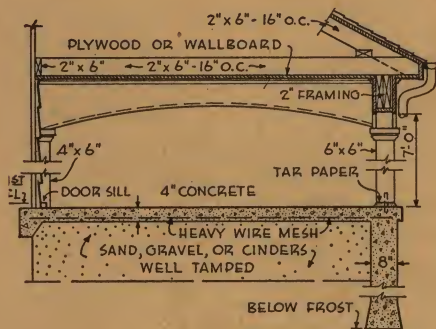 2" x 6" - 16" O.C.
PLYWOOD OR WALLBOARD
2" x 6"
2" x 6" - 16" O.C.
2" FRAMING
4" x 6"
6" x 6"
7'-0"
1ST
FL.
DOOR SILL
4" CONCRETE
TAR PAPER
HEAVY WIRE MESH
SAND, GRAVEL, OR CINDERS
WELL TAMPED
8"
BELOW FROST